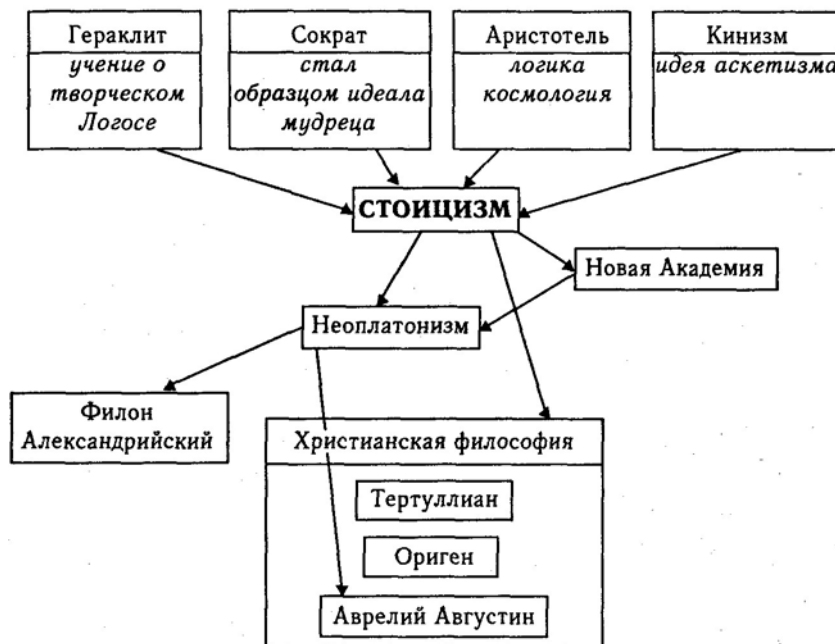 Гераклит
учение о
творческом
Логосе
Сократ
стал
образцом идеала
мудреца
Аристотель
логика
космология
Кинизм
идея аскетизма
СТОИЦИЗМ
Новая Академия
Неоплатонизм
Филон
Александрийский
Христианская философия
Тертуллиан
Ориген
Аврелий Августин